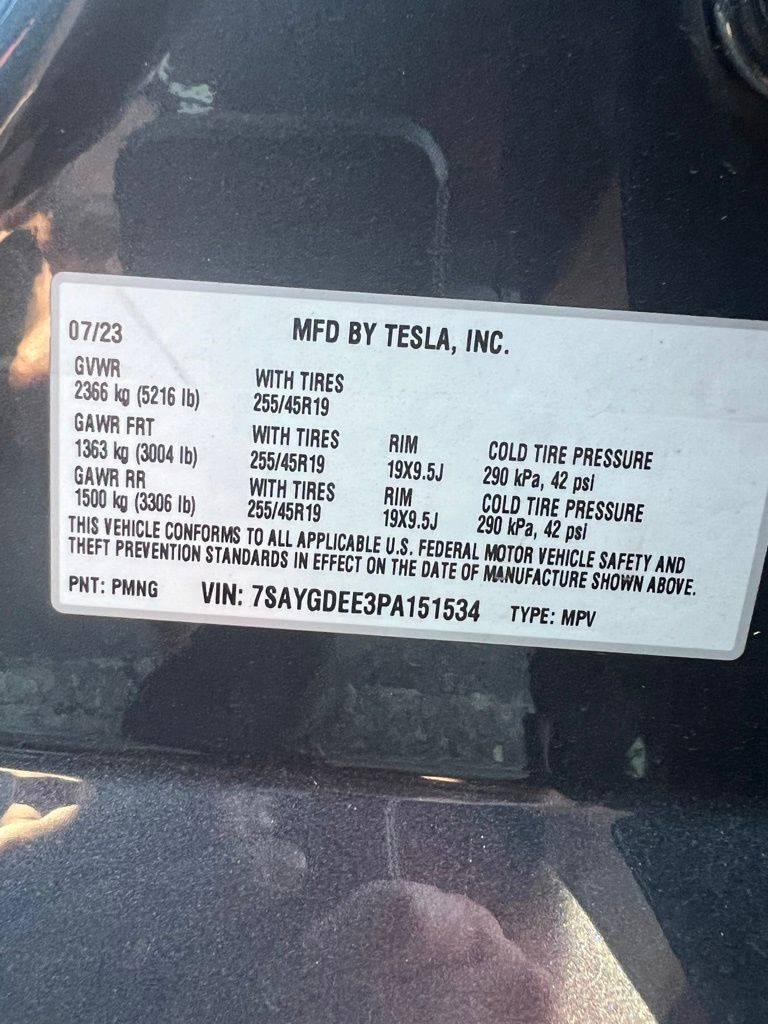 07/23 MFD BY TESLA, INC.
GVWR WITH TIRES
2366 kg (5216 lb) 255/45R19
GAWR FRT WITH TIRES RIM COLD TIRE PRESSURE
1363 kg (3004 lb) 255/45R19 19X9.5J 290 kPa, 42 psi
GAWR RR WITH TIRES RIM COLD TIRE PRESSURE
1500 kg (3306 lb) 255/45R19 19X9.5J 290 kPa, 42 psi
THIS VEHICLE CONFORMS TO ALL APPLICABLE U.S. FEDERAL MOTOR VEHICLE SAFETY AND
THEFT PREVENTION STANDARDS IN EFFECT ON THE DATE OF MANUFACTURE SHOWN ABOVE.
PNT: PMNG VIN: 7SAYGDEE3PA151534 TYPE: MPV